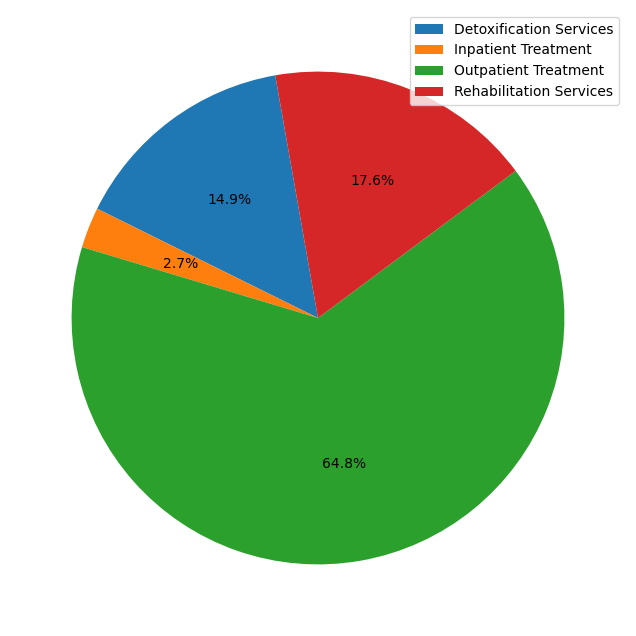 Detoxification Services
Inpatient Treatment
Outpatient Treatment
Rehabilitation Services
17.6%
14.9%
2.7%
64.8%